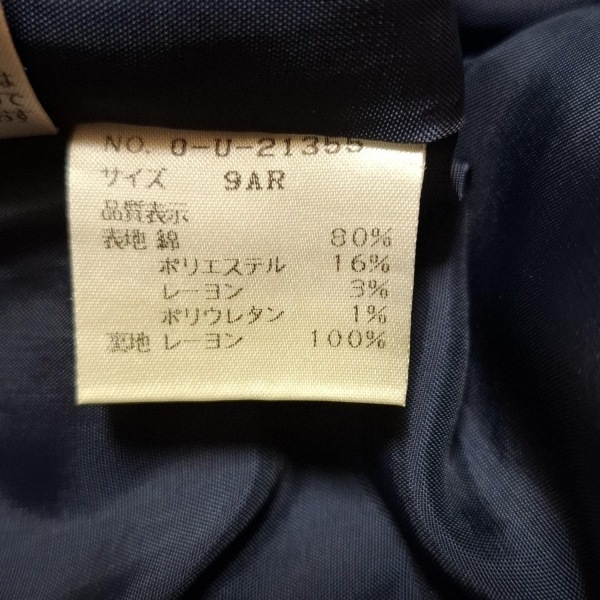 は
NO. 0-U-21355
サイズ 9AR
品質表示
表地 綿 80%
ポリエステル 16%
レーヨン 3%
ポリウレタン 1%
裏地 レーヨン 100%